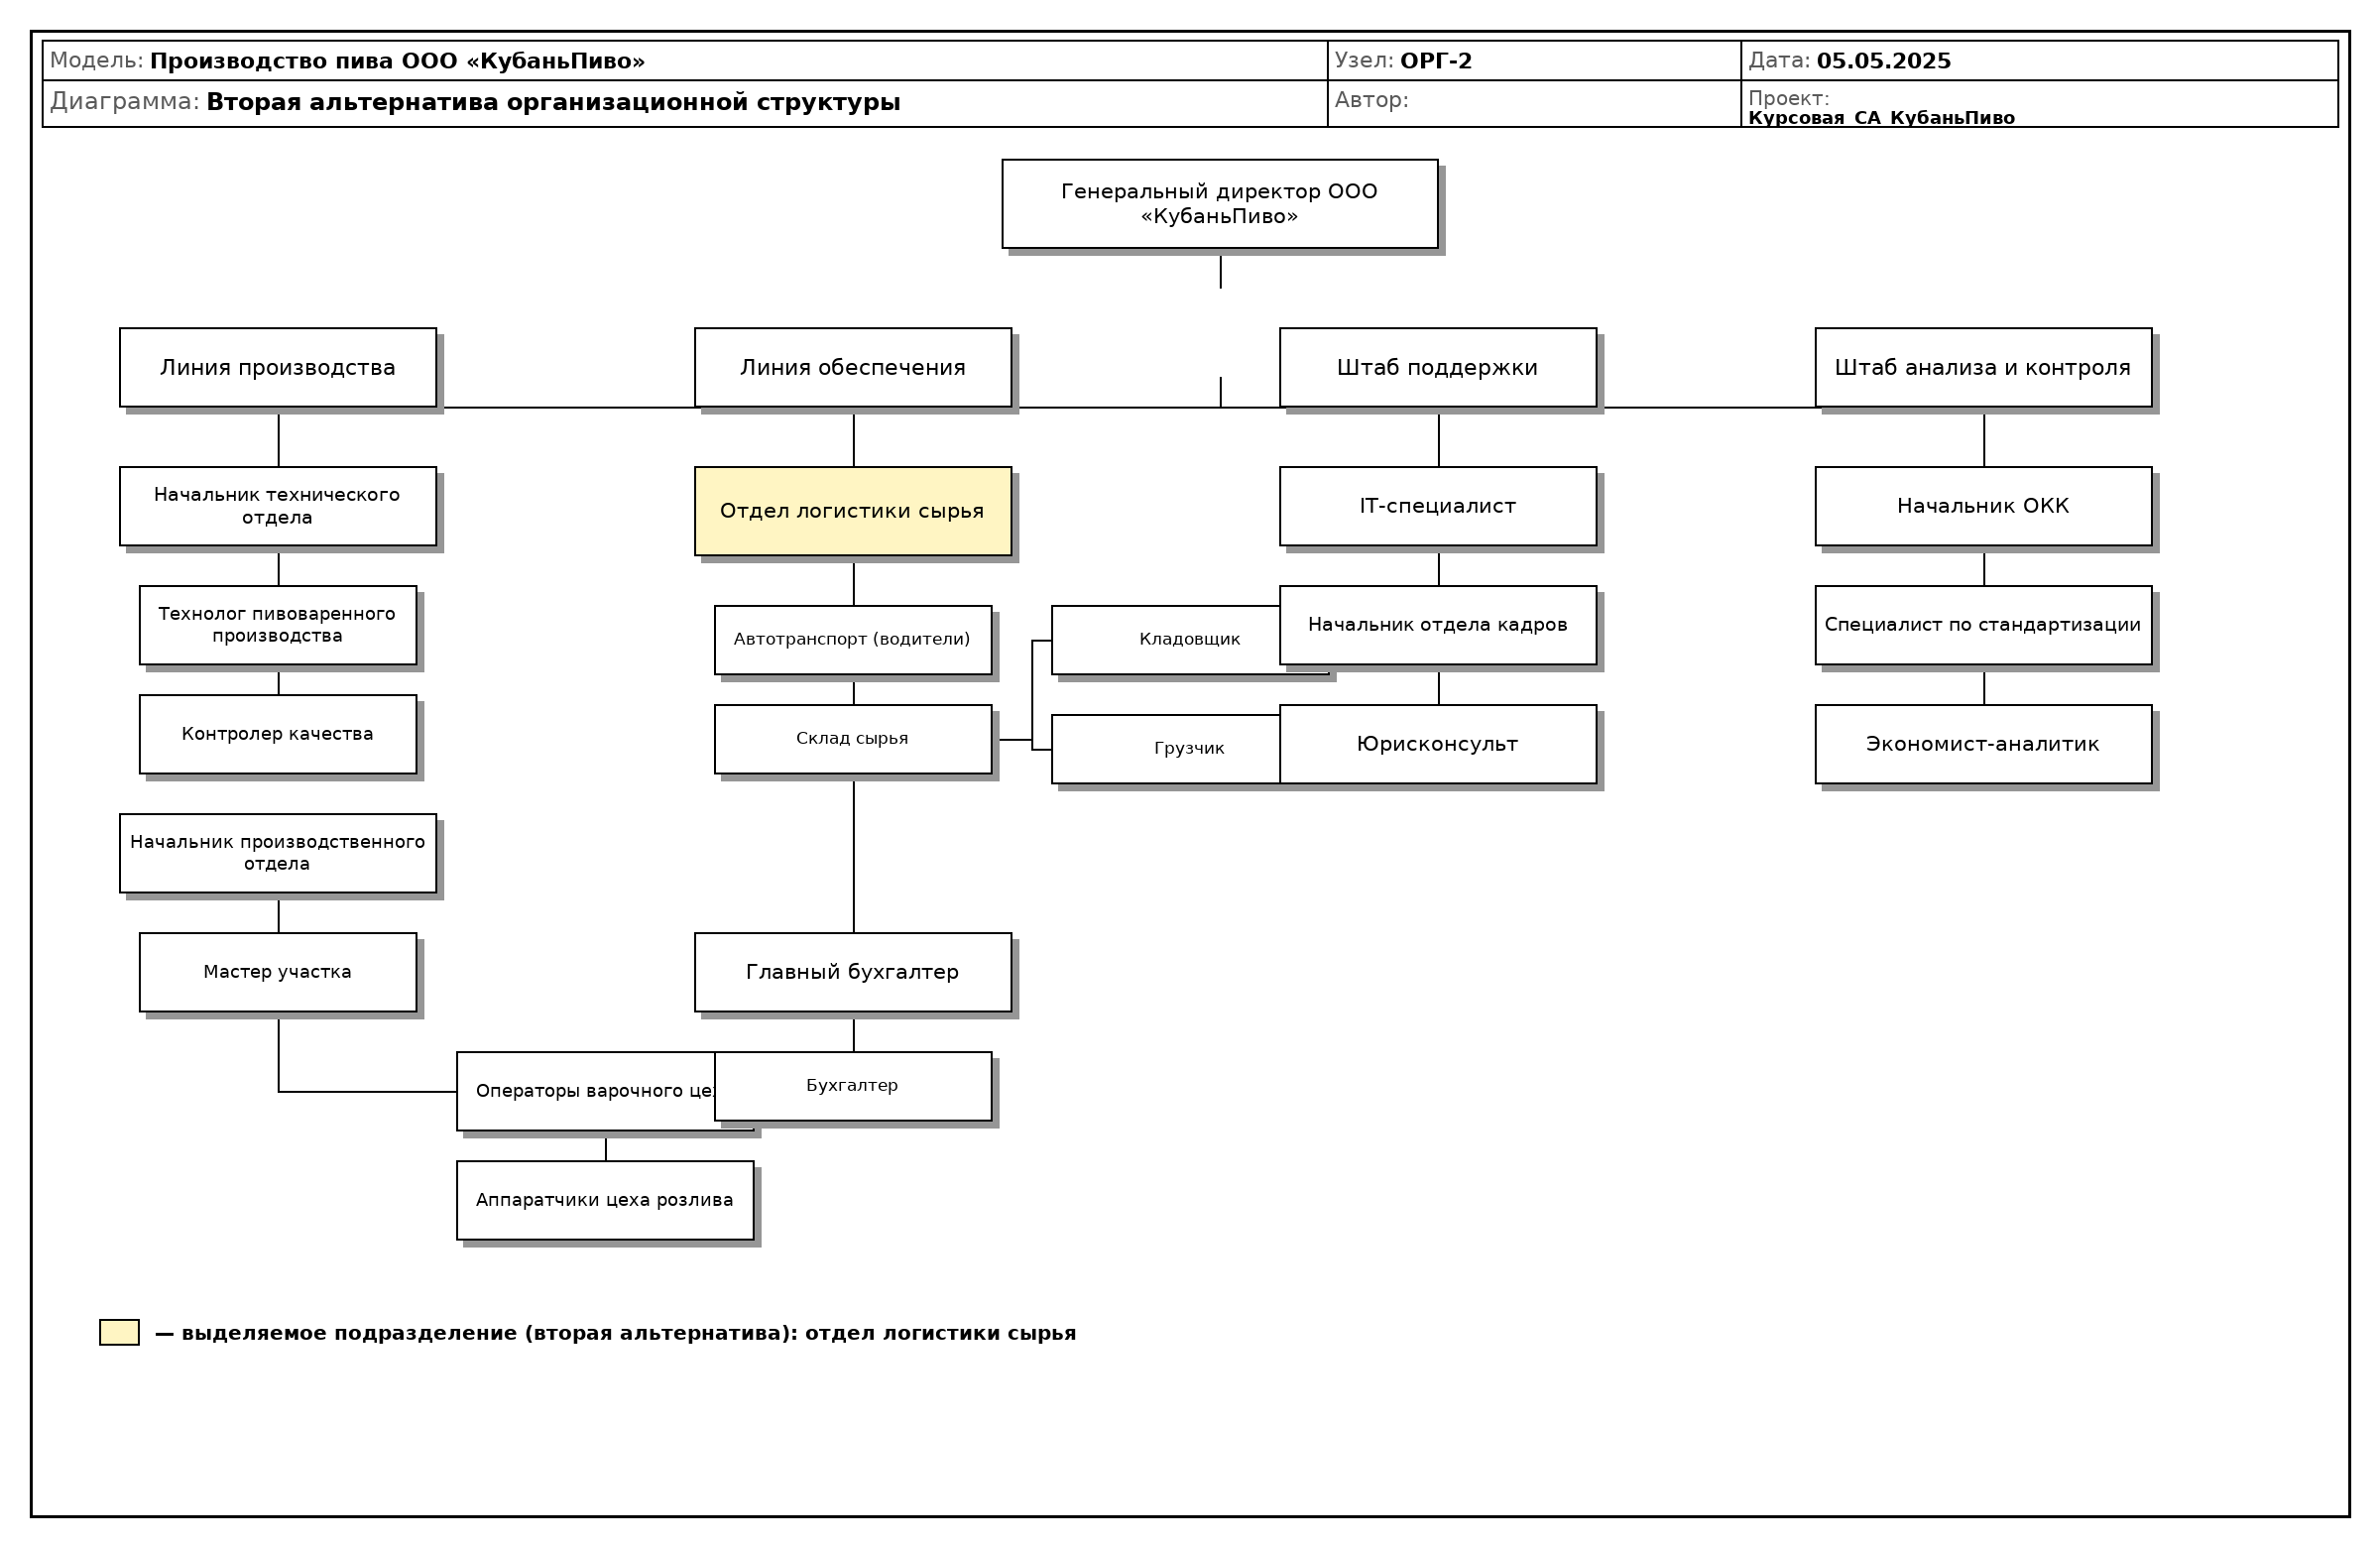 Модель: Производство пива ООО «КубаньПиво»
Узел: ОРГ-2
Дата: 05.05.2025
Диаграмма: Вторая альтернатива организационной структуры
Автор:
Проект:
Курсовая_СА_КубаньПиво
Генеральный директор ООО
«КубаньПиво»
Линия производства
Линия обеспечения
Штаб поддержки
Штаб анализа и контроля
Начальник технического
отдела
Отдел логистики сырья
IT-специалист
Начальник ОКК
Технолог пивоваренного
производства
Автотранспорт (водители)
Кладовщик
Начальник отдела кадров
Специалист по стандартизации
Контролер качества
Склад сырья
Грузчик
Юрисконсульт
Экономист-аналитик
Начальник производственного
отдела
Мастер участка
Главный бухгалтер
Операторы варочного
Бухгалтер
Аппаратчики цеха розлива
— выделяемое подразделение (вторая альтернатива): отдел логистики сырья